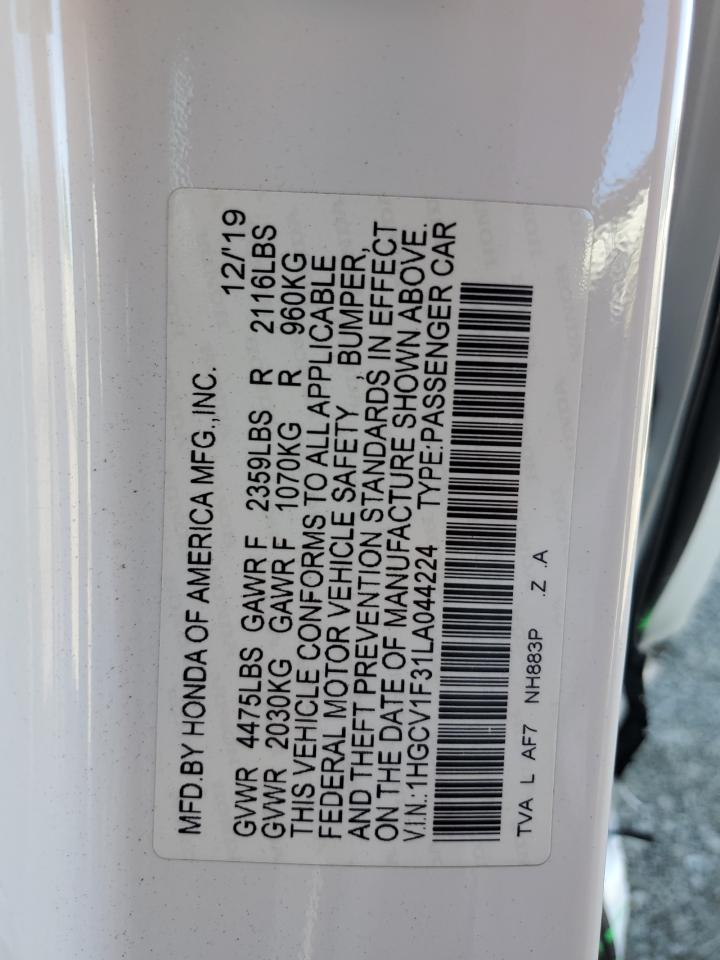 MFD.BY HONDA OF AMERICA MFG.,INC. 12/'19
GVWR 4475LBS GAWR F 2359LBS R 2116LBS
GVWR 2030KG GAWR F 1070KG R 960KG
THIS VEHICLE CONFORMS TO ALL APPLICABLE
FEDERAL MOTOR VEHICLE SAFETY , BUMPER,
AND THEFT PREVENTION STANDARDS IN EFFECT
ON THE DATE OF MANUFACTURE SHOWN ABOVE.
V.I.N.: 1HGCV1F31LA044224 TYPE:PASSENGER CAR
TVA L AF7 NH883P .Z .A